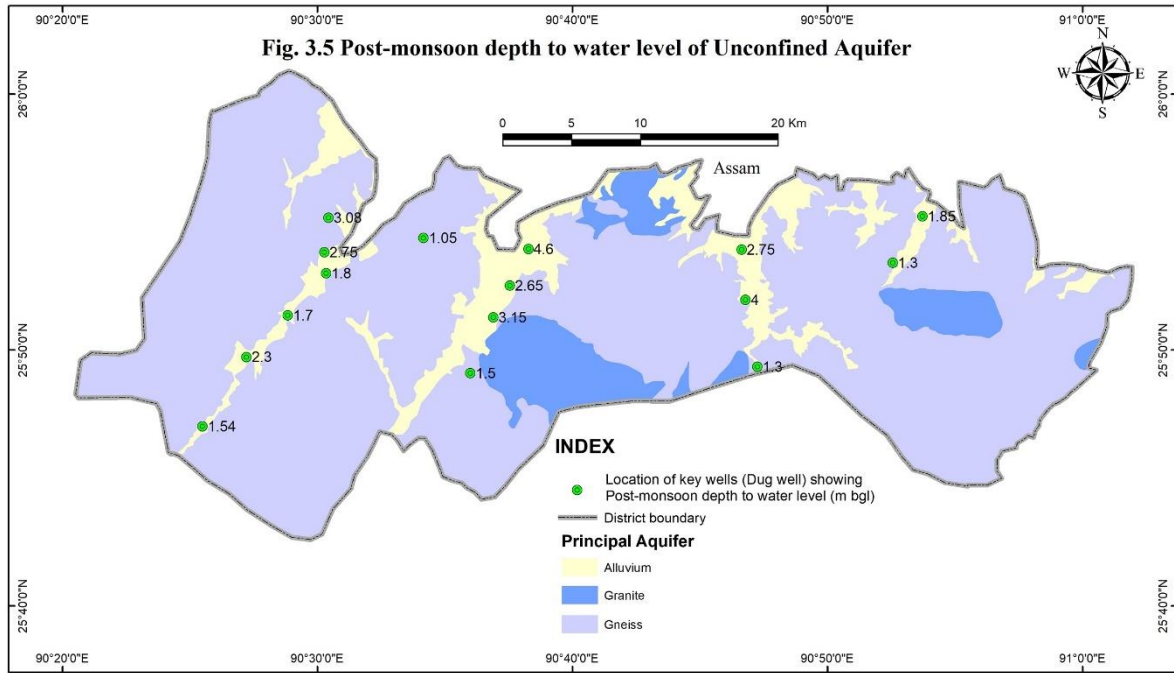 90°20'0"E 90°30'0"E 90°40'0"E 90°50'0"E 91°0'0"E
Fig. 3.5 Post-monsoon depth to water level of Unconfined Aquifer
N
W E
S
26°0'0"N
26°0'0"N
0 5 10 20 Km
Assam
3.08
1.05
1.85
2.75
4.6
2.75
1.3
1.8
2.65
4
1.7
3.15
25°50'0"N
25°50'0"N
2.3
1.5
1.3
1.54
INDEX
Location of key wells (Dug well) showing
Post-monsoon depth to water level (m bgl)
District boundary
Principal Aquifer
Alluvium
Granite
Gneiss
25°40'0"N
25°40'0"N
90°20'0"E 90°30'0"E 90°40'0"E 90°50'0"E 91°0'0"E